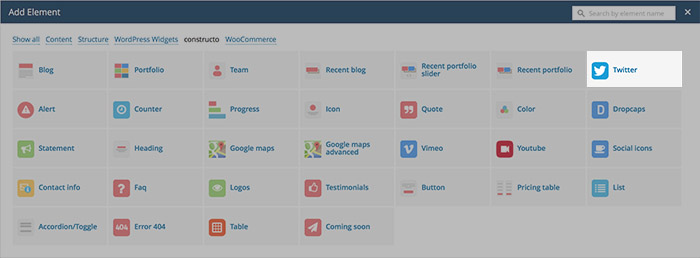 Add Element
Search by element name
Show all Content Structure WordPress Widgets constructo WooCommerce
Blog Portfolio Team Recent blog Recent portfolio slider Recent portfolio Twitter
Alert Counter Progress Icon Quote Color Dropcaps
Statement Heading Google maps Google maps advanced Vimeo Youtube Social icons
Contact info Faq Logos Testimonials Button Pricing table List
Accordion/Toggle 404 Error 404 Table Coming soon